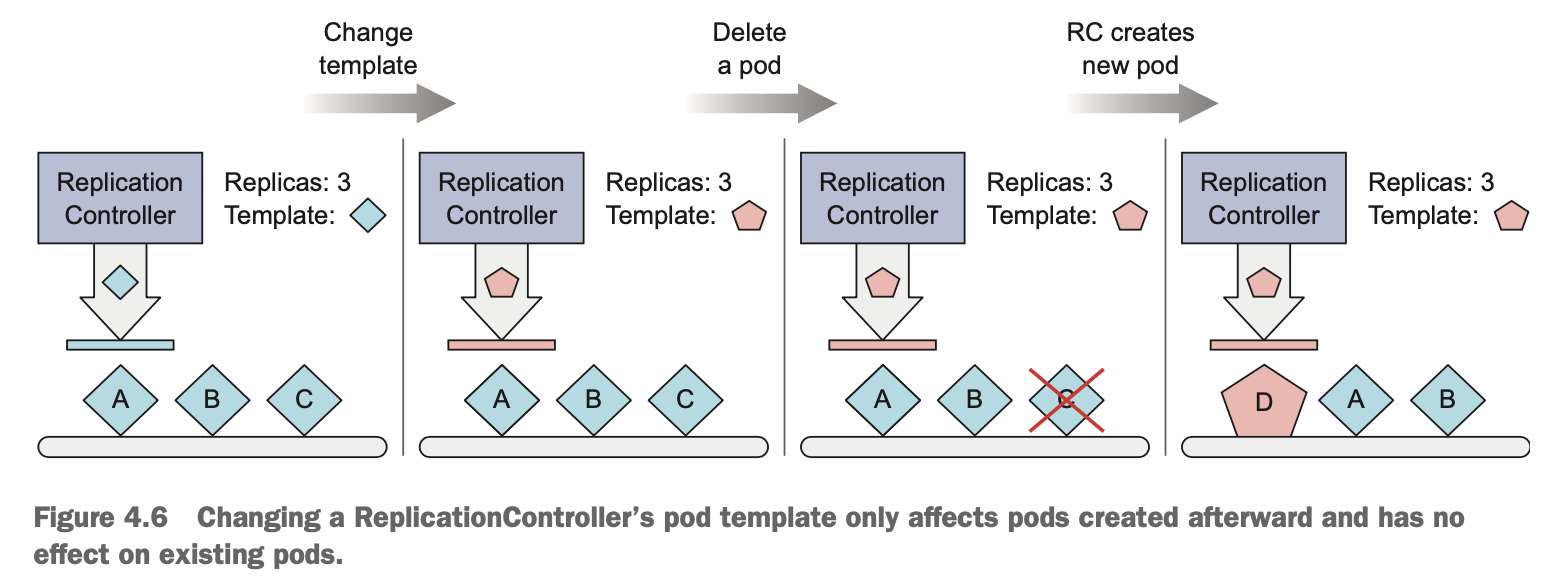 Change
template
Delete
a pod
RC creates
new pod
Replication
Controller
Replicas: 3
Template:
A
B
C
Replication
Controller
Replicas: 3
Template:
A
B
C
Replication
Controller
Replicas: 3
Template:
A
B
C
Replication
Controller
Replicas: 3
Template:
D
A
B
Figure 4.6 Changing a ReplicationController’s pod template only affects pods created afterward and has no
effect on existing pods.